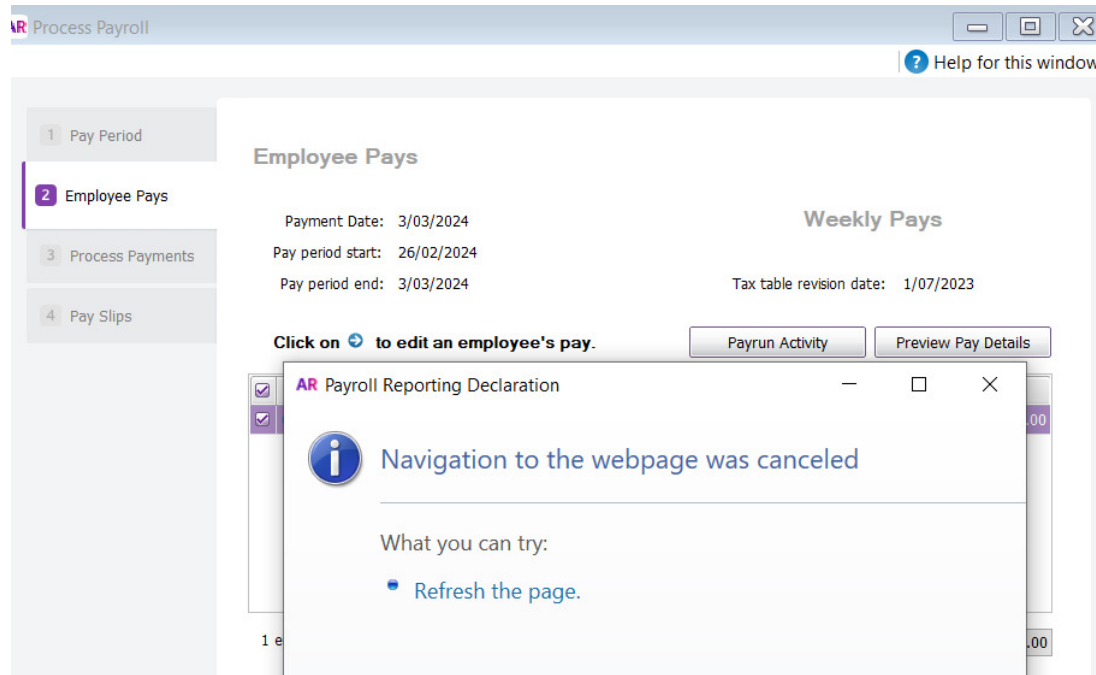 AR Process Payroll
? Help for this window
1 Pay Period
2 Employee Pays
3 Process Payments
4 Pay Slips
Employee Pays
Payment Date: 3/03/2024
Weekly Pays
Pay period start: 26/02/2024
Pay period end: 3/03/2024
Tax table revision date: 1/07/2023
Click on to edit an employee's pay.
Payrun Activity
Preview Pay Details
AR Payroll Reporting Declaration
.00
i
Navigation to the webpage was canceled
What you can try:
Refresh the page.
1 e
.00